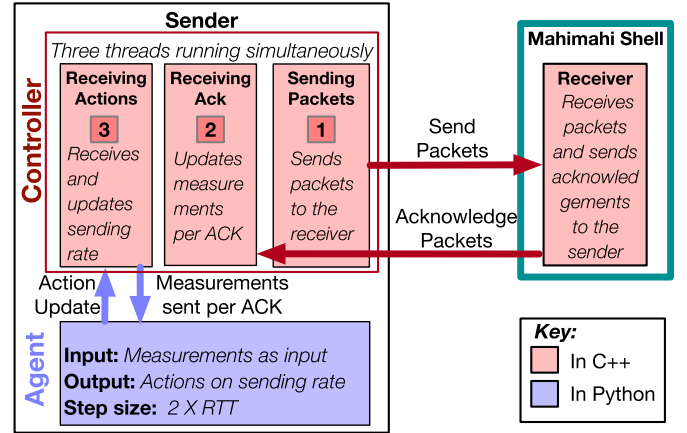 Sender
Three threads running simultaneously
Controller
Receiving
Actions
3
Receives
and
updates
sending
rate
Receiving
Ack
2
Updates
measure
ments
per ACK
Sending
Packets
1
Sends
packets
to the
receiver
Send
Packets
Acknowledge
Packets
Mahimahi Shell
Receiver
Receives
packets
and sends
acknowled
gements
to the
sender
Action
Update
Measurements
sent per ACK
Agent
Input: Measurements as input
Output: Actions on sending rate
Step size: 2 X RTT
Key:
In C++
In Python